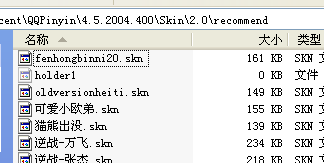 cent\QQPinyin\4.5.2004.400\Skin\2.0\recommend
名称 大小 类型
fenhongbinni20.skn 161 KB SKN 文
holder1 0 KB 文件
oldversionheiti.skn 149 KB SKN 文
可爱小欧弟.skn 155 KB SKN 文
猫熊出没.skn 139 KB SKN 文
逆战-万飞.skn 234 KB SKN 文
逆战-张杰.skn 218 KB SKN 文